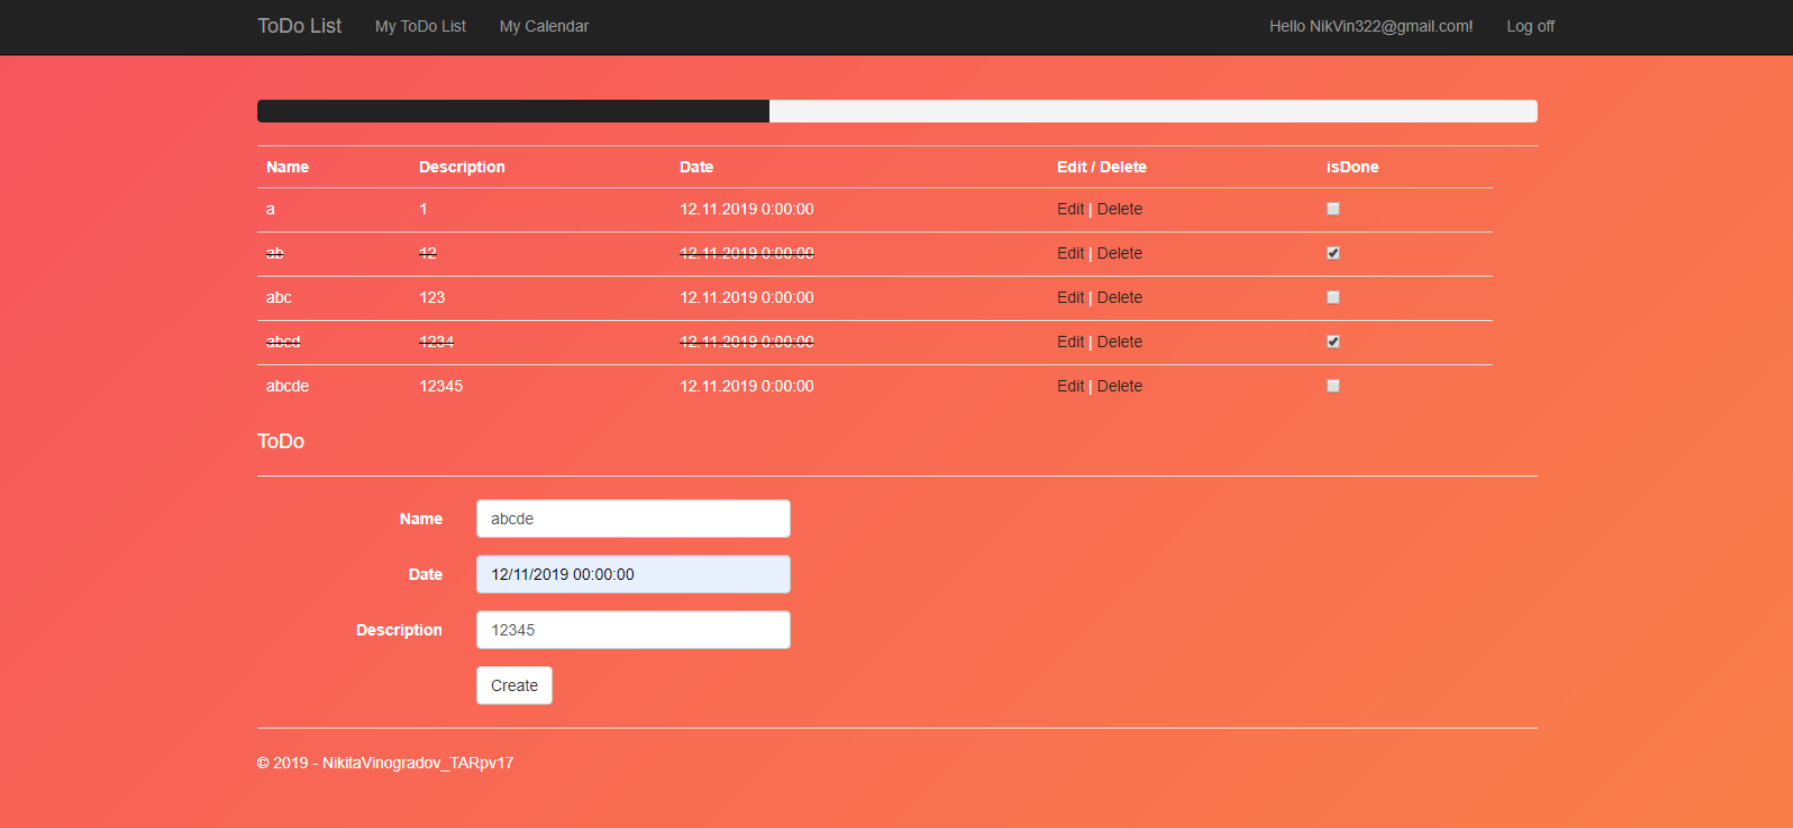 ToDo List My ToDo List My Calendar Hello NikVin322@gmail.com! Log off
Name Description Date Edit / Delete isDone
a 1 12.11.2019 0:00:00 Edit | Delete
ab 12 12.11.2019 0:00:00 Edit | Delete
abc 123 12.11.2019 0:00:00 Edit | Delete
abcd 1234 12.11.2019 0:00:00 Edit | Delete
abcde 12345 12.11.2019 0:00:00 Edit | Delete
ToDo
Name abcde
Date 12/11/2019 00:00:00
Description 12345
Create
© 2019 - NikitaVinogradov_TARpv17